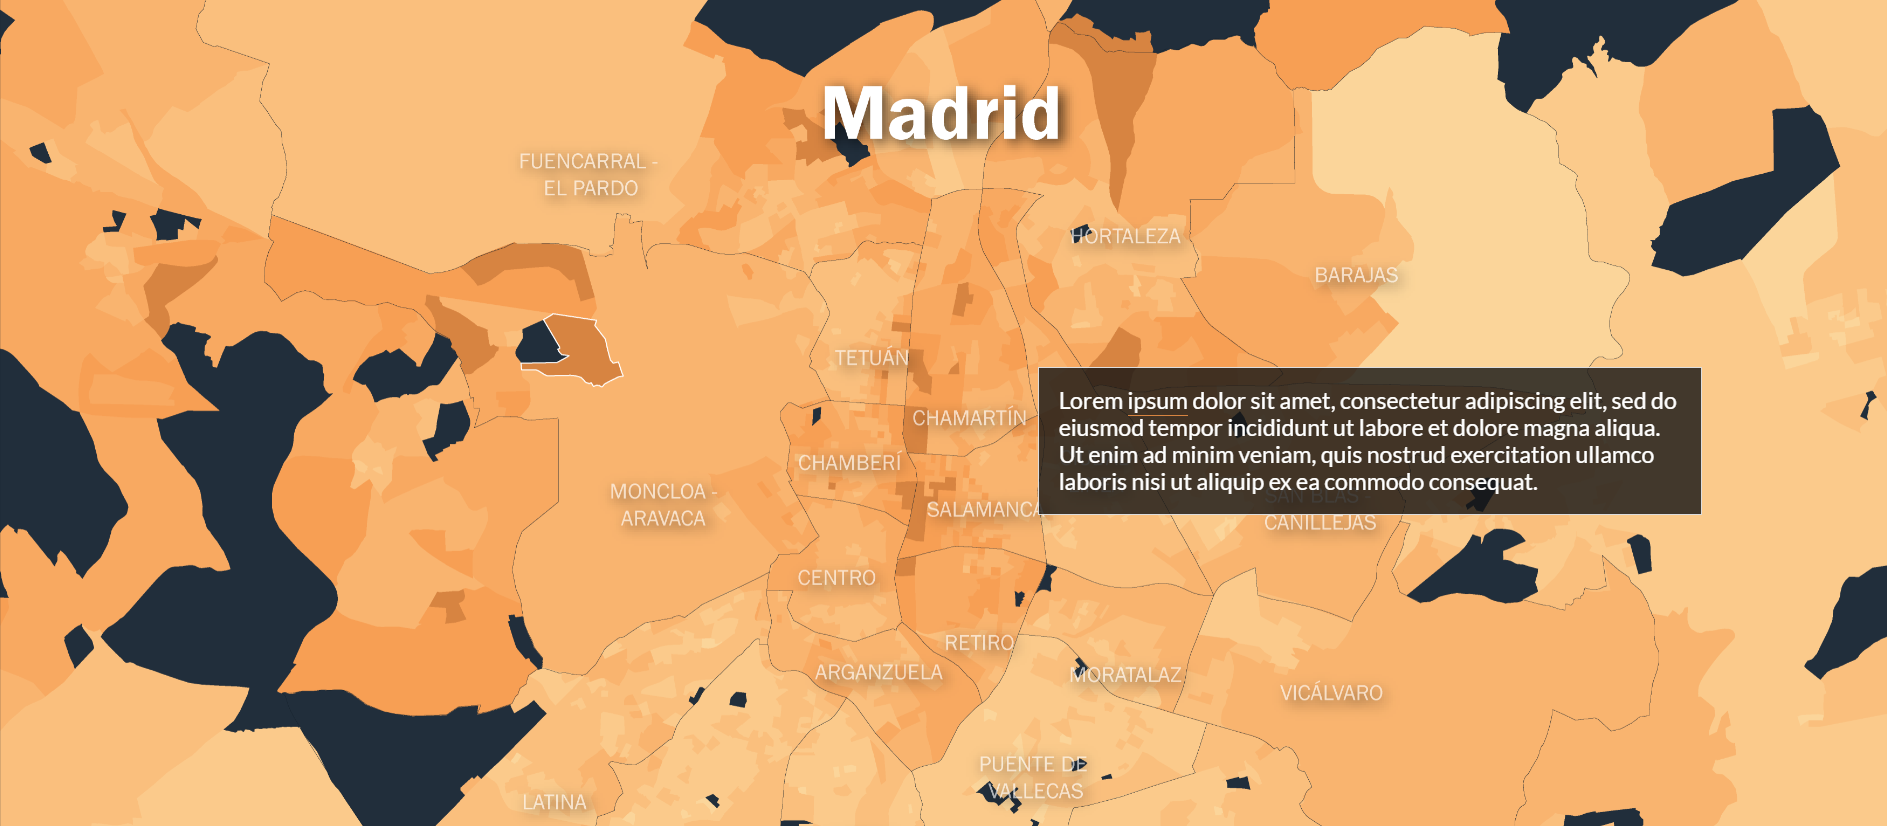 Madrid
FUENCARRAL -
EL PARDO
HORTALEZA
BARAJAS
TETUÁN
CHAMARTÍN
Lorem ipsum dolor sit amet, consectetur adipiscing elit, sed do
eiusmod tempor incididunt ut labore et dolore magna aliqua.
Ut enim ad minim veniam, quis nostrud exercitation ullamco
laboris nisi ut aliquip ex ea commodo consequat.
CHAMBERÍ
MONCLOA -
ARAVACA
SALAMANCA
SAN BLAS -
CANILLEJAS
CENTRO
RETIRO
ARGANZUELA
MORATALAZ
VICÁLVARO
PUENTE DE
VALLECAS
LATINA